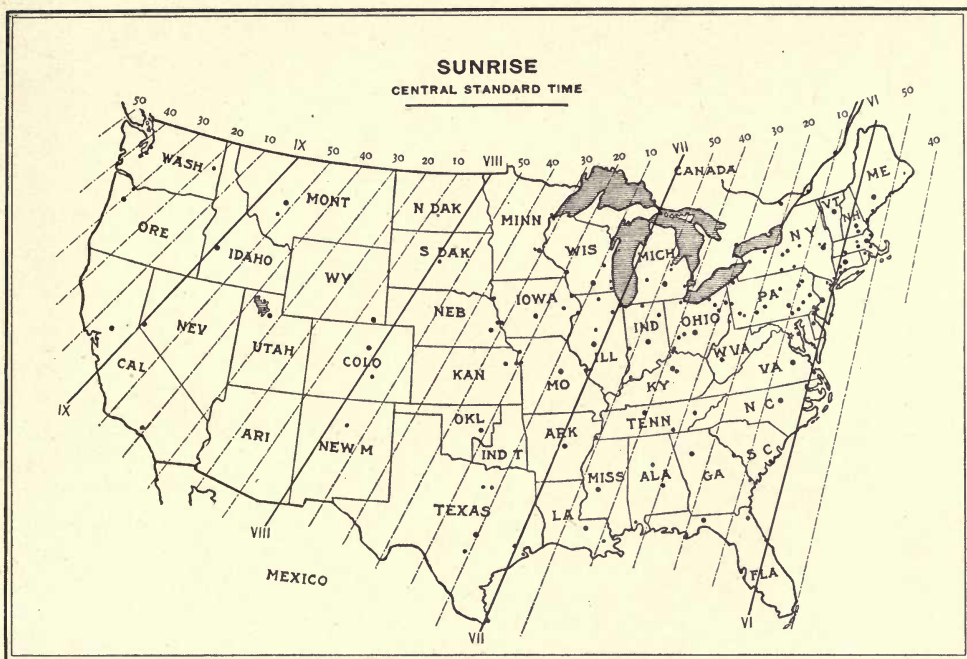 SUNRISE
CENTRAL STANDARD TIME
50 40 30 20 10 IX 50 40 30 20 10 VIII 50 40 30 20 10 VII 50 40 30 20 10 VI 50 40
CANADA
WASH
MONT
N DAK
MINN
ME
VT
NH
ORE
IDAHO
S DAK
WIS
MICH
NY
WY
IOWA
PA
NEB
NEV
UTAH
COLO
ILL
IND
OHIO
W VA
VA
CAL
KAN
MO
KY
IX
ARI
NEW M
OKL
IND T
ARK
TENN
N C
S C
TEXAS
LA
MISS
ALA
GA
VIII
MEXICO
FLA
VII
VI